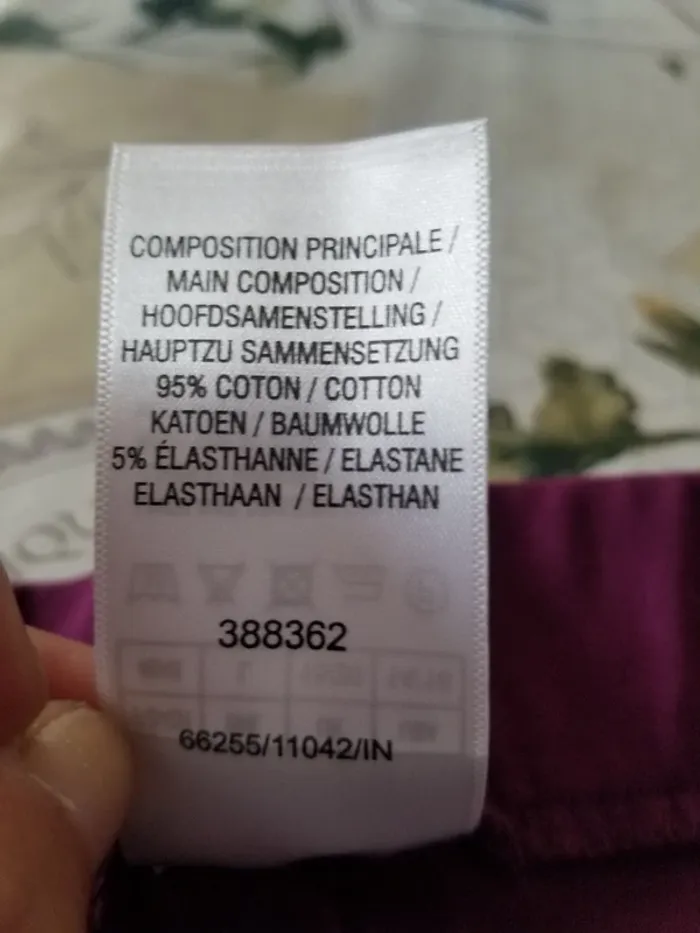 COMPOSITION PRINCIPALE /
MAIN COMPOSITION /
HOOFDSAMENSTELLING /
HAUPTZU SAMMENSETZUNG
95% COTON / COTTON
KATOEN / BAUMWOLLE
5% ÉLASTHANNE / ELASTANE
ELASTHAAN / ELASTHAN
388362
66255/11042/IN